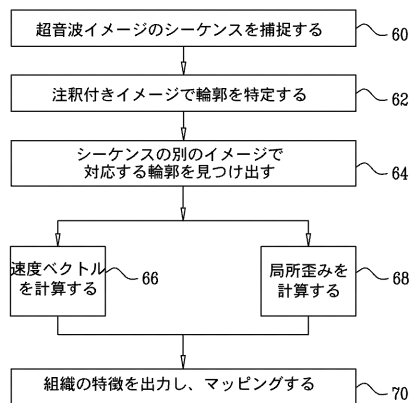 超音波イメージのシーケンスを捕捉する
60
注釈付きイメージで輪郭を特定する
62
シーケンスの別のイメージで
対応する輪郭を見つけ出す
64
速度ベクトル
を計算する
66
局所歪みを
計算する
68
組織の特徴を出力し、マッピングする
70